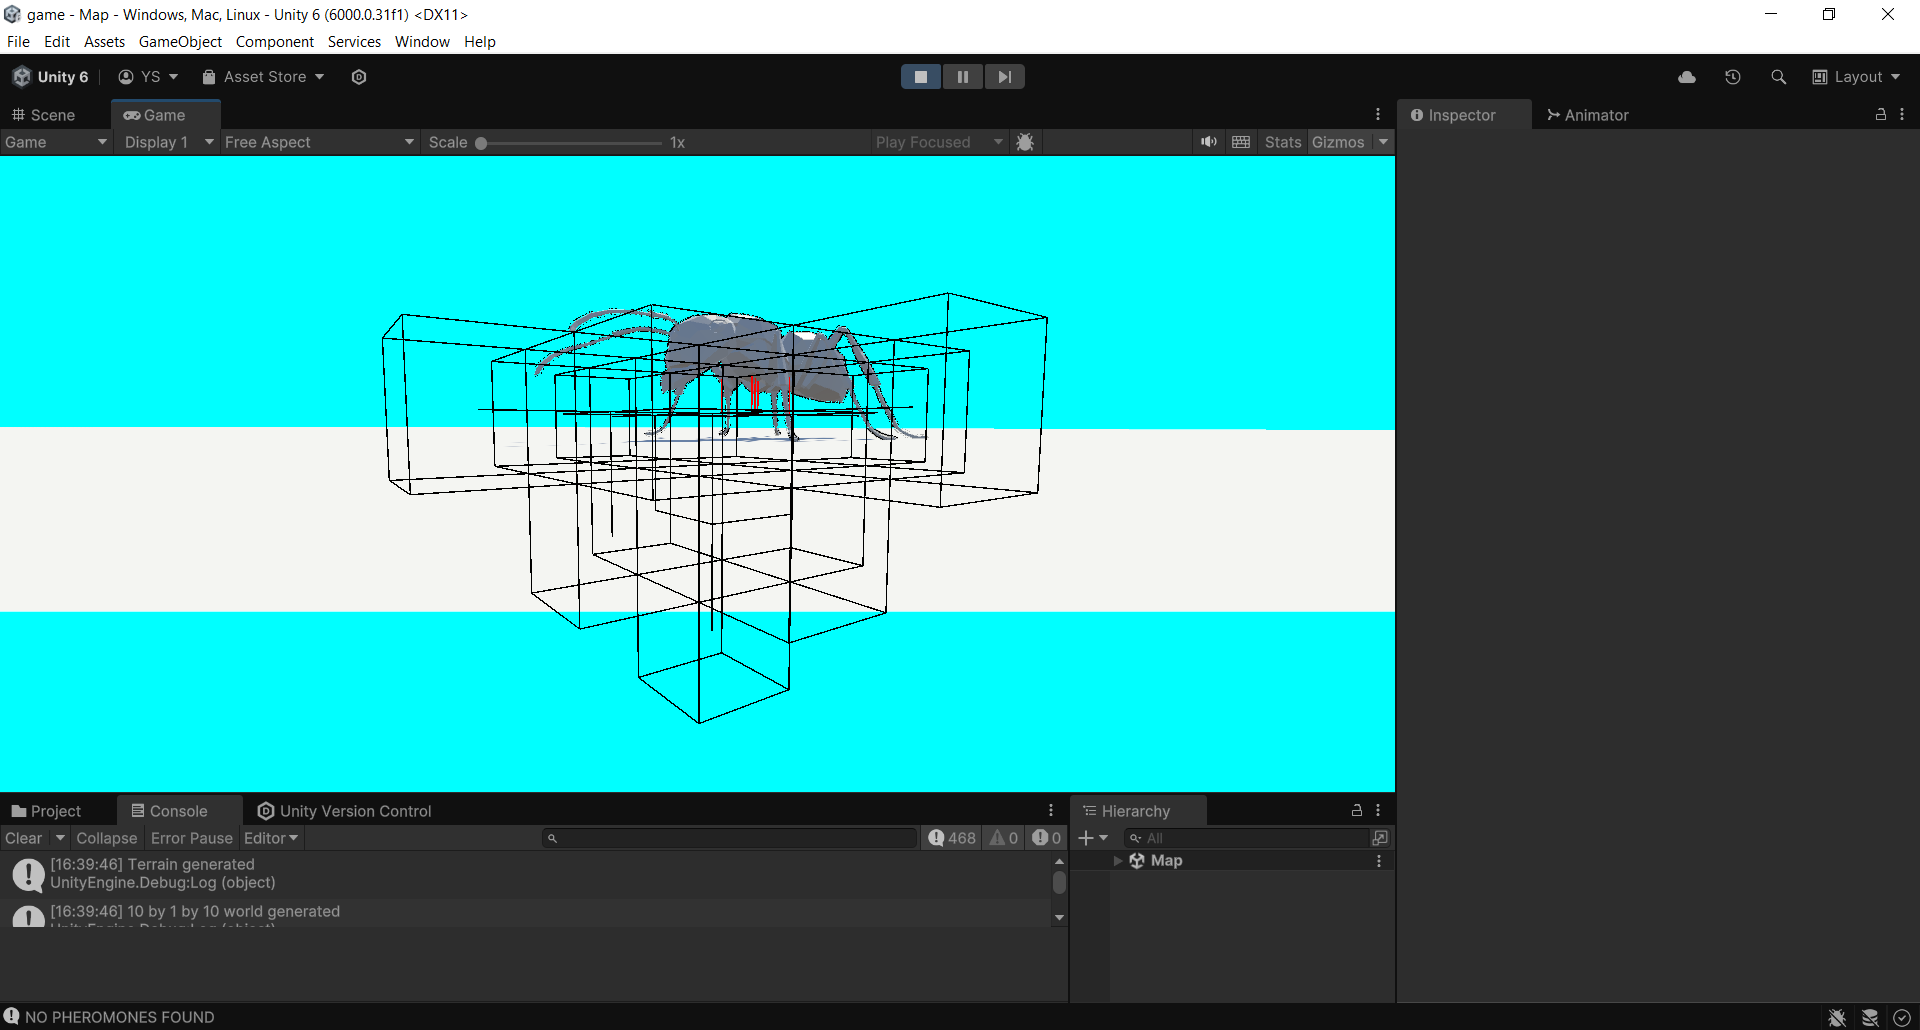 game - Map - Windows, Mac, Linux - Unity 6 (6000.0.31f1) <DX11>
File Edit Assets GameObject Component Services Window Help
Unity 6 YS Asset Store Layout
Scene Game Inspector Animator
Game Display 1 Free Aspect Scale 1x Play Focused Stats Gizmos
Project Console Unity Version Control Hierarchy
Clear Collapse Error Pause Editor 468 0 0 All
[16:39:46] Terrain generated
UnityEngine.Debug:Log (object)
Map
[16:39:46] 10 by 1 by 10 world generated
UnityEngine.Debug:Log (object)
NO PHEROMONES FOUND